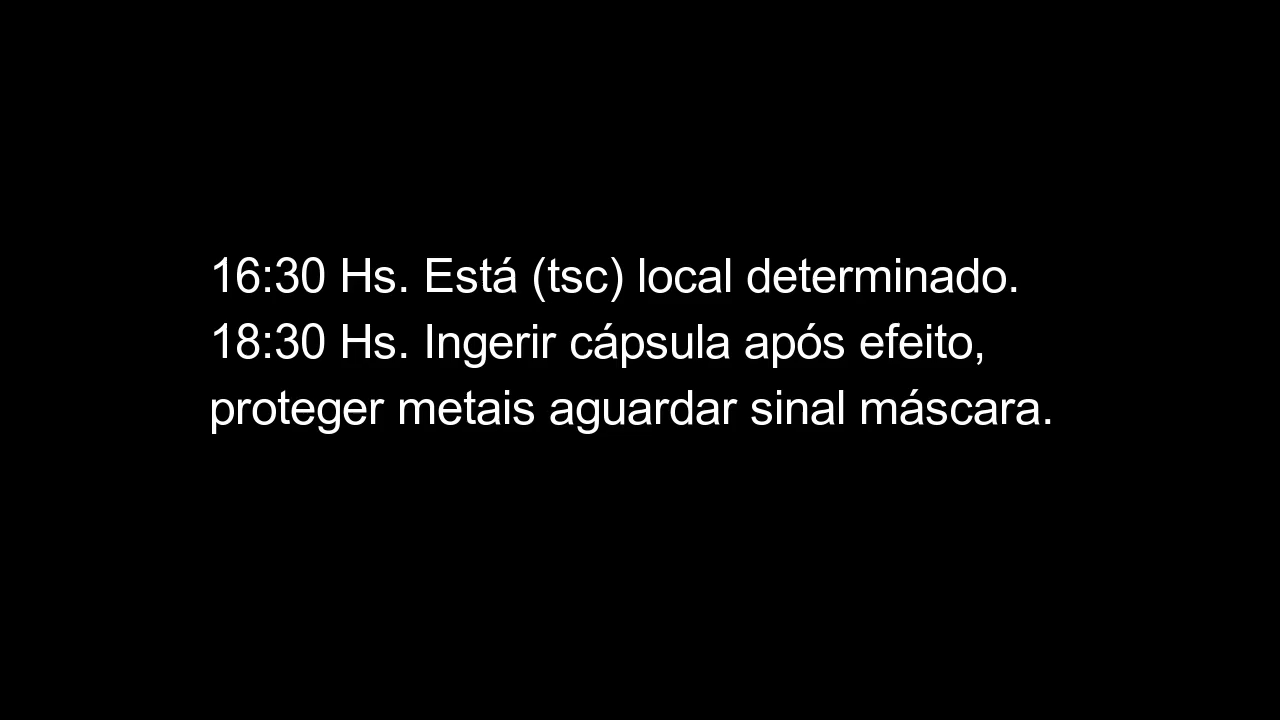 16:30 Hs. Está (tsc) local determinado.
18:30 Hs. Ingerir cápsula após efeito,
proteger metais aguardar sinal máscara.